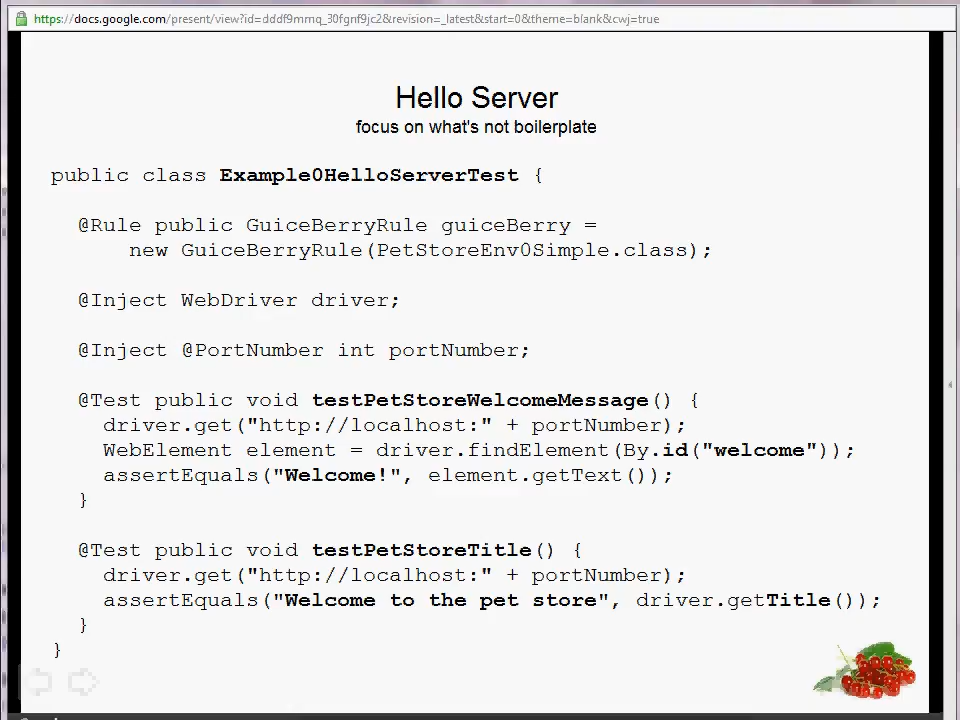 https://docs.google.com/present/view?id=dddf9mmq_30fgnf9jc2&revision=_latest&start=0&theme=blank&cwj=true
Hello Server
focus on what's not boilerplate
public class Example0HelloServerTest {
@Rule public GuiceBerryRule guiceBerry =
new GuiceBerryRule(PetStoreEnv0Simple.class);
@Inject WebDriver driver;
@Inject @PortNumber int portNumber;
@Test public void testPetStoreWelcomeMessage() {
driver.get("http://localhost:" + portNumber);
WebElement element = driver.findElement(By.id("welcome"));
assertEquals("Welcome!", element.getText());
}
@Test public void testPetStoreTitle() {
driver.get("http://localhost:" + portNumber);
assertEquals("Welcome to the pet store", driver.getTitle());
}
}